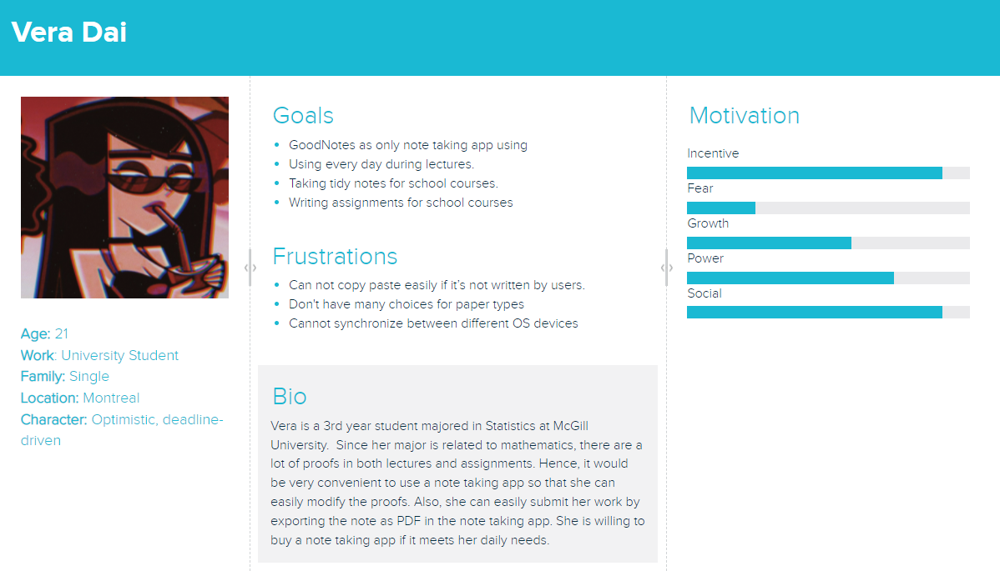 Vera Dai
Age: 21
Work: University Student
Family: Single
Location: Montreal
Character: Optimistic, deadline-
driven
Goals
GoodNotes as only note taking app using
Using every day during lectures.
Taking tidy notes for school courses.
Writing assignments for school courses
Frustrations
Can not copy paste easily if it's not written by users.
Don't have many choices for paper types
Cannot synchronize between different OS devices
Bio
Vera is a 3rd year student majored in Statistics at McGill
University.  Since her major is related to mathematics, there are a
lot of proofs in both lectures and assignments. Hence, it would
be very convenient to use a note taking app so that she can
easily modify the proofs. Also, she can easily submit her work by
exporting the note as PDF in the note taking app. She is willing to
buy a note taking app if it meets her daily needs.
Motivation
Incentive
Fear
Growth
Power
Social